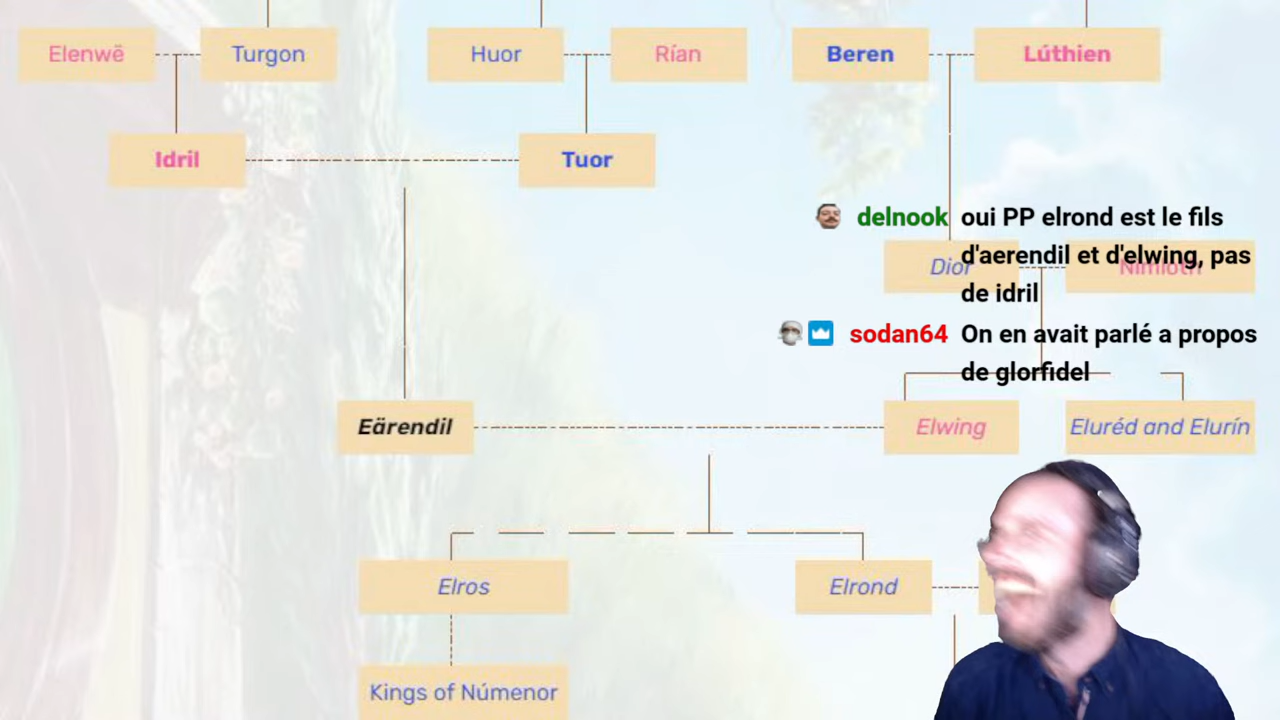 Elenwë
Turgon
Huor
Rían
Beren
Lúthien
Idril
Tuor
delnook oui PP elrond est le fils
d'aerendil et d'elwing, pas
de idril
Dior
Nimloth
sodan64 On en avait parlé a propos
de glorfidel
Eärendil
Elwing
Eluréd and Elurín
Elros
Elrond
Kings of Númenor